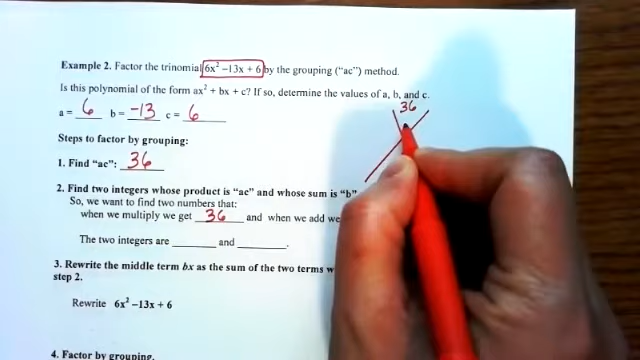 Example 2. Factor the trinomial 6x² −13x + 6 by the grouping ("ac") method.
Is this polynomial of the form ax² + bx + c? If so, determine the values of a, b, and c.
a = 6 b = −13 c = 6
36
Steps to factor by grouping:
1. Find "ac": 36
2. Find two integers whose product is "ac" and whose sum is "b"
So, we want to find two numbers that:
when we multiply we get 36 and when we add we
The two integers are ______ and ______.
3. Rewrite the middle term bx as the sum of the two terms
step 2.
Rewrite 6x² −13x + 6
4. Factor by grouping.